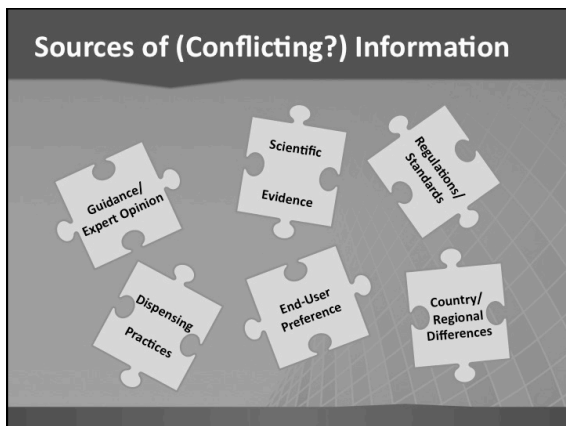 Sources of (Conflicting?) Information
Guidance/
Expert Opinion
Scientific
Evidence
Regulations/
Standards
Dispensing
Practices
End-User
Preference
Country/
Regional
Differences